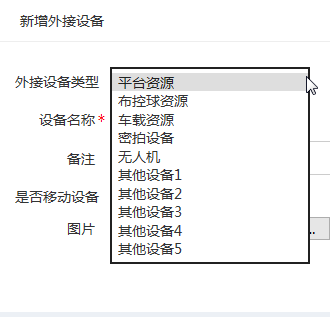 新增外接设备
外接设备类型
平台资源
布控球资源
设备名称*
车载资源
密拍设备
备注
无人机
其他设备1
是否移动设备
其他设备2
其他设备3
图片
其他设备4
其他设备5